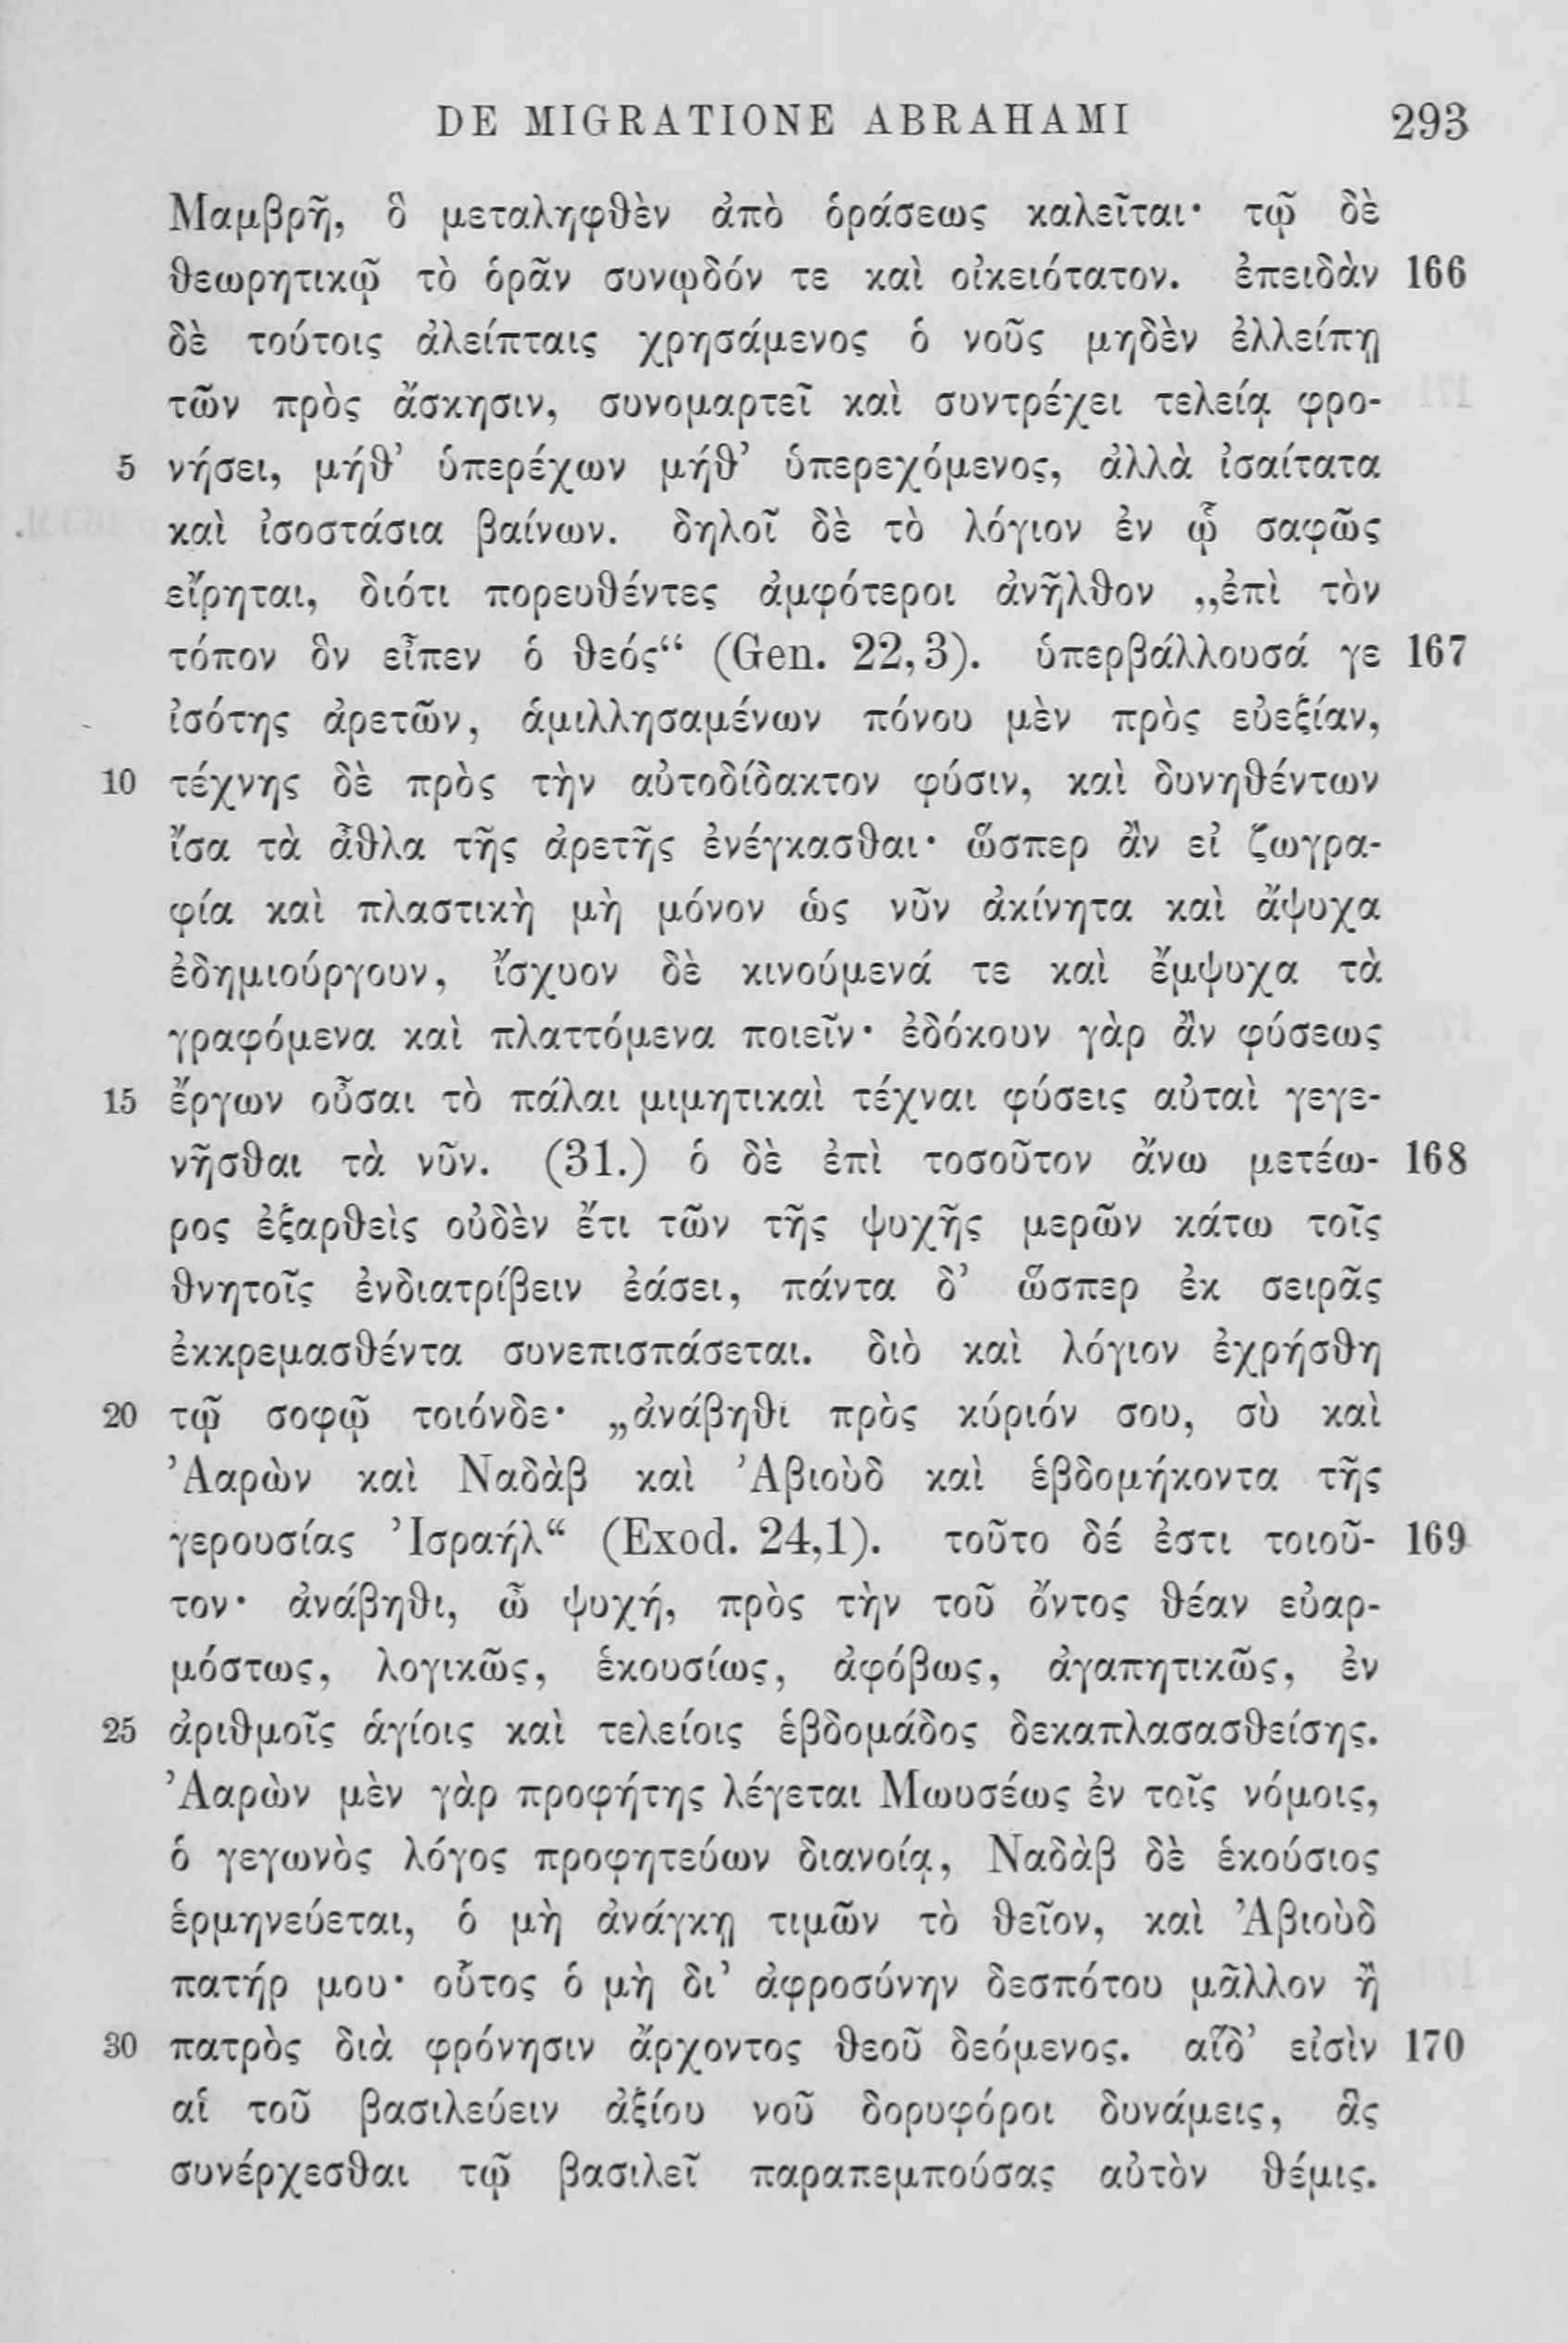 DE MIGRATIONE ABRAHAMI 293
Μαμβρῆ, ὃ μεταληφθὲν ἀπὸ ὁράσεως καλεῖται· τῷ δὲ
θεωρητικῷ τὸ ὁρᾶν συνῳδόν τε καὶ οἰκειότατον. ἐπειδὰν 166
δὲ τούτοις ἀλείπταις χρησάμενος ὁ νοῦς μηδὲν ἐλλείπῃ
τῶν πρὸς ἄσκησιν, συνομαρτεῖ καὶ συντρέχει τελείᾳ φρο-
5 νήσει, μήθ’ ὑπερέχων μήθ’ ὑπερεχόμενος, ἀλλὰ ἰσαίτατα
καὶ ἰσοστάσια βαίνων. δηλοῖ δὲ τὸ λόγιον ἐν ᾧ σαφῶς
εἴρηται, διότι πορευθέντες ἀμφότεροι ἀνῆλθον „ἐπὶ τὸν
τόπον ὃν εἶπεν ὁ θεός“ (Gen. 22,3). ὑπερβάλλουσά γε 167
ἰσότης ἀρετῶν, ἁμιλλησαμένων πόνου μὲν πρὸς εὐεξίαν,
10 τέχνης δὲ πρὸς τὴν αὐτοδίδακτον φύσιν, καὶ δυνηθέντων
ἴσα τὰ ἆθλα τῆς ἀρετῆς ἐνέγκασθαι· ὥσπερ ἂν εἰ ζωγρα-
φία καὶ πλαστικὴ μὴ μόνον ὡς νῦν ἀκίνητα καὶ ἄψυχα
ἐδημιούργουν, ἴσχυον δὲ κινούμενά τε καὶ ἔμψυχα τὰ
γραφόμενα καὶ πλαττόμενα ποιεῖν· ἐδόκουν γὰρ ἂν φύσεως
15 ἔργων οὖσαι τὸ πάλαι μιμητικαὶ τέχναι φύσεις αὐταὶ γεγε-
νῆσθαι τὰ νῦν. (31.) ὁ δὲ ἐπὶ τοσοῦτον ἄνω μετέω- 168
ρος ἐξαρθεὶς οὐδὲν ἔτι τῶν τῆς ψυχῆς μερῶν κάτω τοῖς
θνητοῖς ἐνδιατρίβειν ἐάσει, πάντα δ’ ὥσπερ ἐκ σειρᾶς
ἐκκρεμασθέντα συνεπισπάσεται. διὸ καὶ λόγιον ἐχρήσθη
20 τῷ σοφῷ τοιόνδε· „ἀνάβηθι πρὸς κύριόν σου, σὺ καὶ
Ἀαρὼν καὶ Ναδὰβ καὶ Ἀβιοὺδ καὶ ἑβδομήκοντα τῆς
γερουσίας Ἰσραήλ“ (Exod. 24,1). τοῦτο δέ ἐστι τοιοῦ- 169
τον· ἀνάβηθι, ὦ ψυχή, πρὸς τὴν τοῦ ὄντος θέαν εὐαρ-
μόστως, λογικῶς, ἑκουσίως, ἀφόβως, ἀγαπητικῶς, ἐν
25 ἀριθμοῖς ἁγίοις καὶ τελείοις ἑβδομάδος δεκαπλασασθείσης.
Ἀαρὼν μὲν γὰρ προφήτης λέγεται Μωυσέως ἐν τοῖς νόμοις,
ὁ γεγωνὸς λόγος προφητεύων διανοίᾳ, Ναδὰβ δὲ ἑκούσιος
ἑρμηνεύεται, ὁ μὴ ἀνάγκῃ τιμῶν τὸ θεῖον, καὶ Ἀβιοὺδ
πατήρ μου· οὗτος ὁ μὴ δι’ ἀφροσύνην δεσπότου μᾶλλον ἢ
30 πατρὸς διὰ φρόνησιν ἄρχοντος θεοῦ δεόμενος. αἵδ’ εἰσὶν 170
αἱ τοῦ βασιλεύειν ἀξίου νοῦ δορυφόροι δυνάμεις, ἃς
συνέρχεσθαι τῷ βασιλεῖ παραπεμπούσας αὐτὸν θέμις.